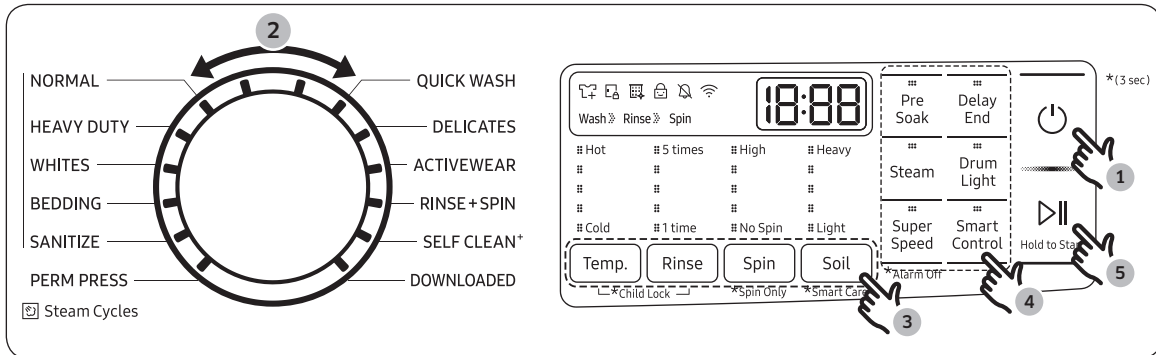 2
NORMAL
HEAVY DUTY
WHITES
BEDDING
SANITIZE
PERM PRESS
Steam Cycles
QUICK WASH
DELICATES
ACTIVEWEAR
RINSE+SPIN
SELF CLEAN+
DOWNLOADED
18:88
Wash » Rinse » Spin
Hot 5 times High Heavy
Cold 1 time No Spin Light
Temp. Rinse Spin Soil
*Child Lock *Spin Only *Smart Care
3
Pre Soak
Delay End
Steam
Drum Light
Super Speed
Smart Control
*Alarm Off
4
*(3 sec)
1
Hold to Start
5